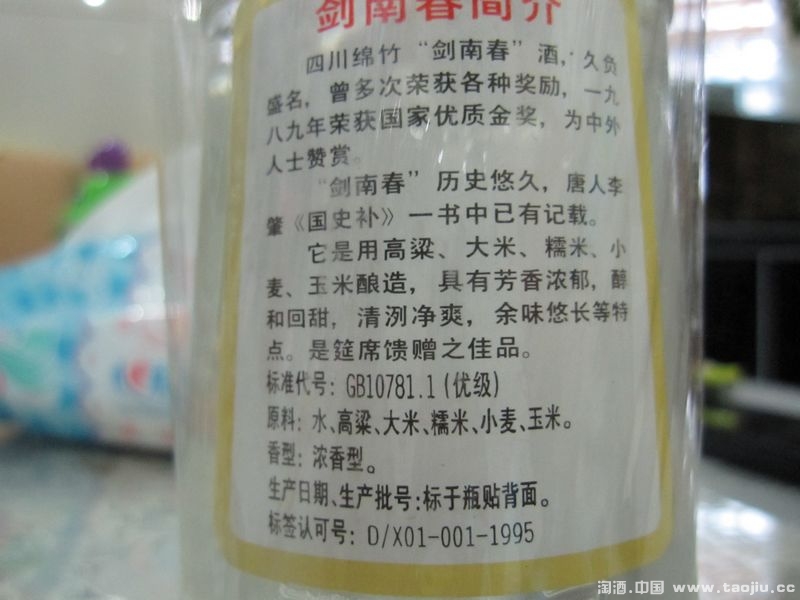 剑南春简介
四川绵竹“剑南春”酒，久负
盛名，曾多次荣获各种奖励，一九
八九年荣获国家优质金奖，为中外
人士赞赏。
“剑南春”历史悠久，唐人李
肇《国史补》一书中已有记载。
它是用高粱、大米、糯米、小
麦、玉米酿造，具有芳香浓郁，醇
和回甜，清洌净爽，余味悠长等特
点。是筵席馈赠之佳品。
标准代号：GB10781.1（优级）
原料：水、高粱、大米、糯米、小麦、玉米。
香型：浓香型。
生产日期、生产批号：标于瓶贴背面。
标签认可号：D/X01-001-1995
淘酒.中国 www.taojiu.cc